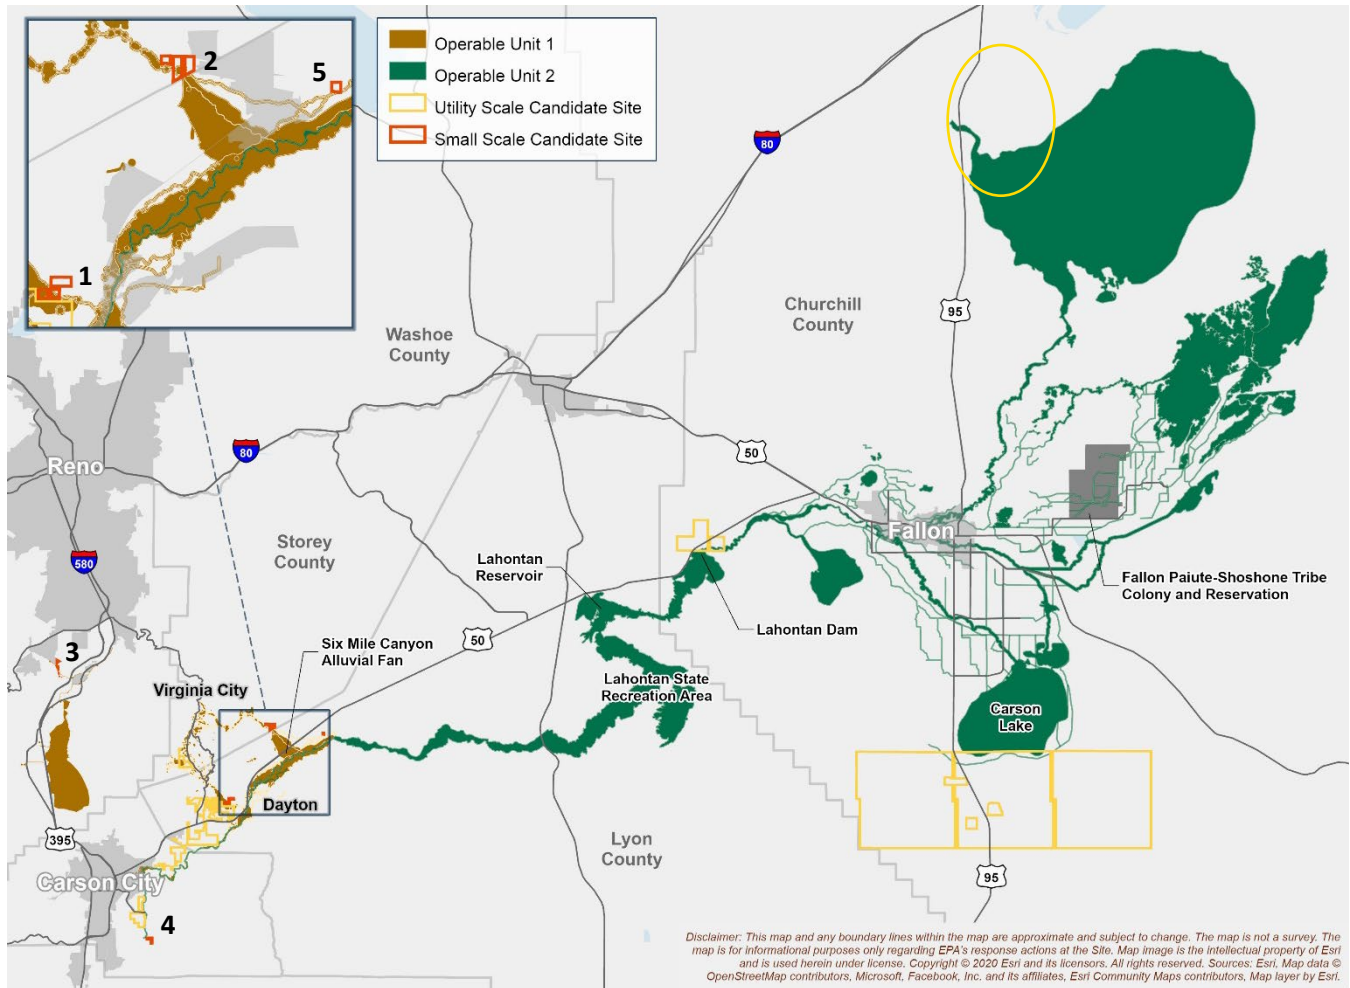 2
5
1
Operable Unit 1
Operable Unit 2
Utility Scale Candidate Site
Small Scale Candidate Site
80
Churchill
County
95
Washoe
County
50
80
Reno
Fallon
Storey
County
580
Lahontan
Reservoir
Fallon Paiute-Shoshone Tribe
Colony and Reservation
Lahontan Dam
50
Six Mile Canyon
Alluvial Fan
3
Virginia City
Lahontan State
Recreation Area
Carson
Lake
Dayton
395
Lyon
County
Carson City
95
4
Disclaimer: This map and any boundary lines within the map are approximate and subject to change. The map is not a survey. The
map is for informational purposes only regarding EPA's response actions at the Site. Map image is the intellectual property of Esri
and is used herein under license. Copyright © 2020 Esri and its licensors. All rights reserved. Sources: Esri, Map data ©
OpenStreetMap contributors, Microsoft, Facebook, Inc. and its affiliates, Esri Community Maps contributors, Map layer by Esri.